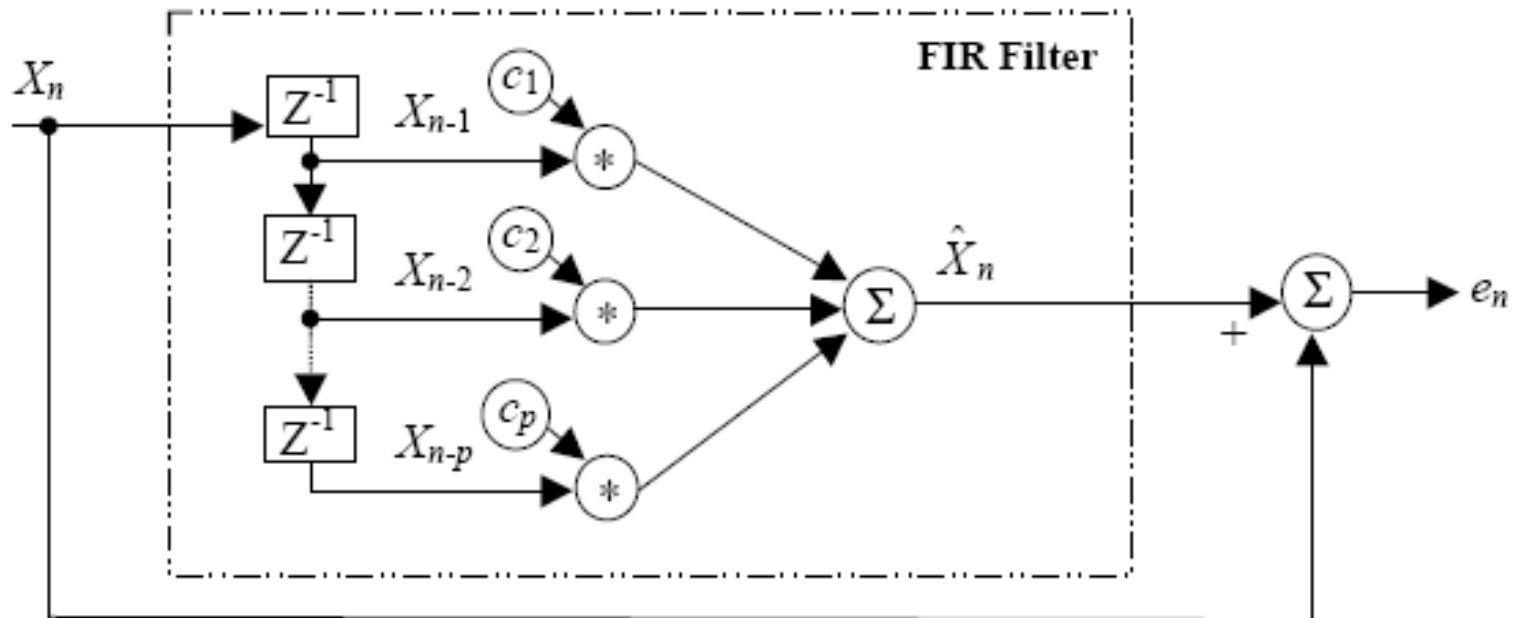 FIR Filter
Xₙ
Z⁻¹
Xₙ₋₁
c₁
*
Z⁻¹
Xₙ₋₂
c₂
*
X̂ₙ
Σ
Σ
eₙ
+
Z⁻¹
Xₙ₋ₚ
cₚ
*